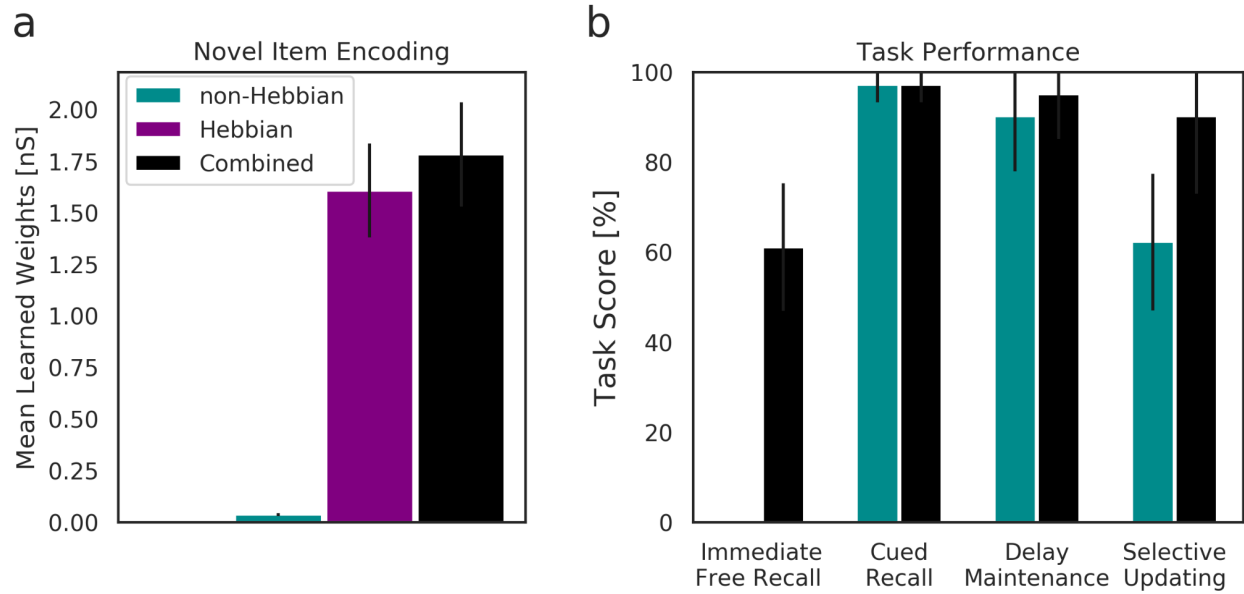 a
Novel Item Encoding
Mean Learned Weights [nS]
2.00
1.75
1.50
1.25
1.00
0.75
0.50
0.25
0.00
non-Hebbian
Hebbian
Combined
b
Task Performance
Task Score [%]
100
80
60
40
20
0
Immediate
Free Recall
Cued
Recall
Delay
Maintenance
Selective
Updating